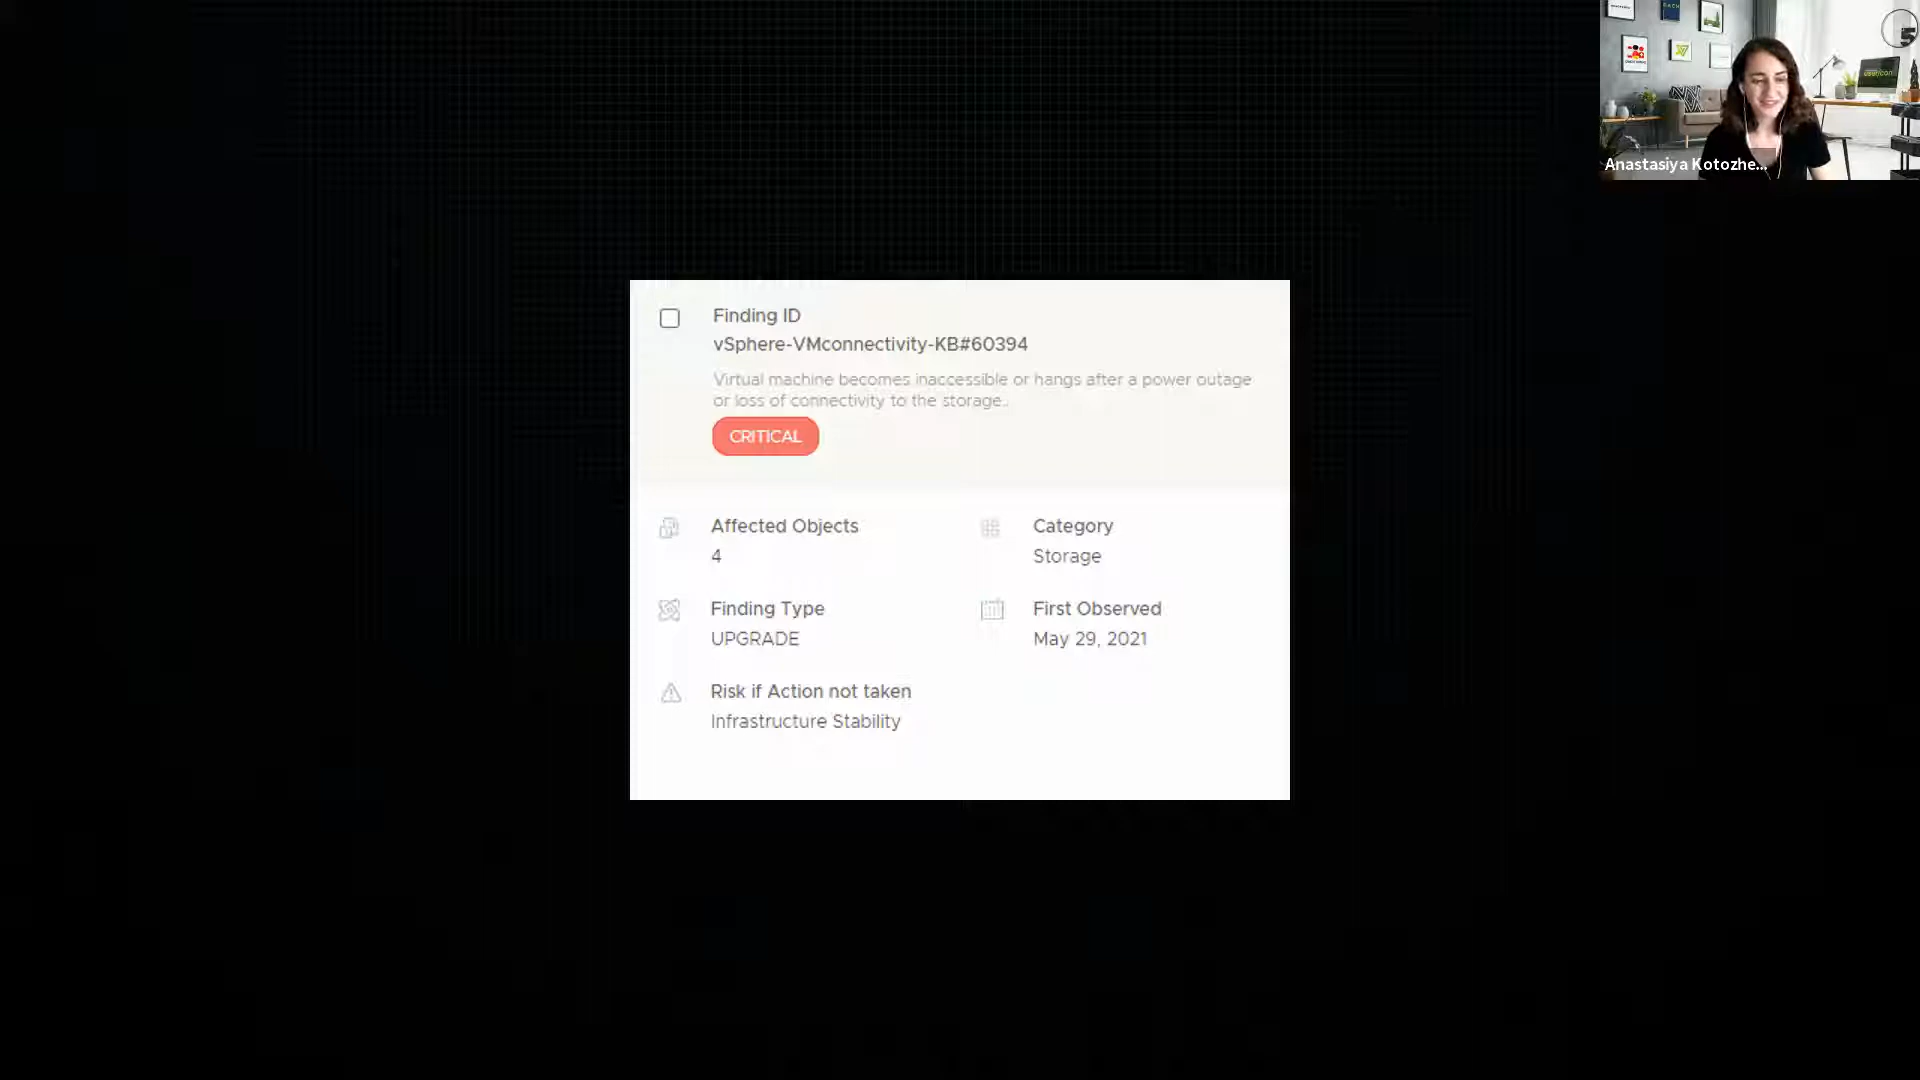 Anastasiya Kotozhe...
Finding ID
vSphere-VMconnectivity-KB#60394
Virtual machine becomes inaccessible or hangs after a power outage
or loss of connectivity to the storage..
CRITICAL
Affected Objects
4
Category
Storage
Finding Type
UPGRADE
First Observed
May 29, 2021
Risk if Action not taken
Infrastructure Stability